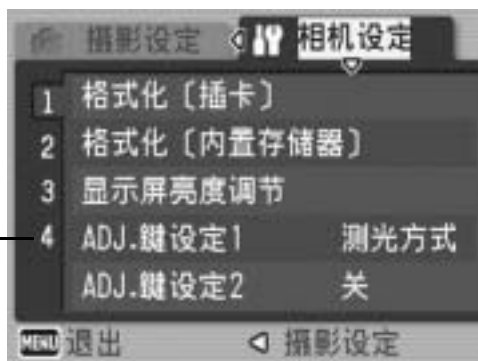 摄影设定 相机设定
1 格式化〔插卡〕
2 格式化〔内置存储器〕
3 显示屏亮度调节
4 ADJ.鍵设定1 测光方式
ADJ.鍵设定2 关
MENU 退出 摄影设定